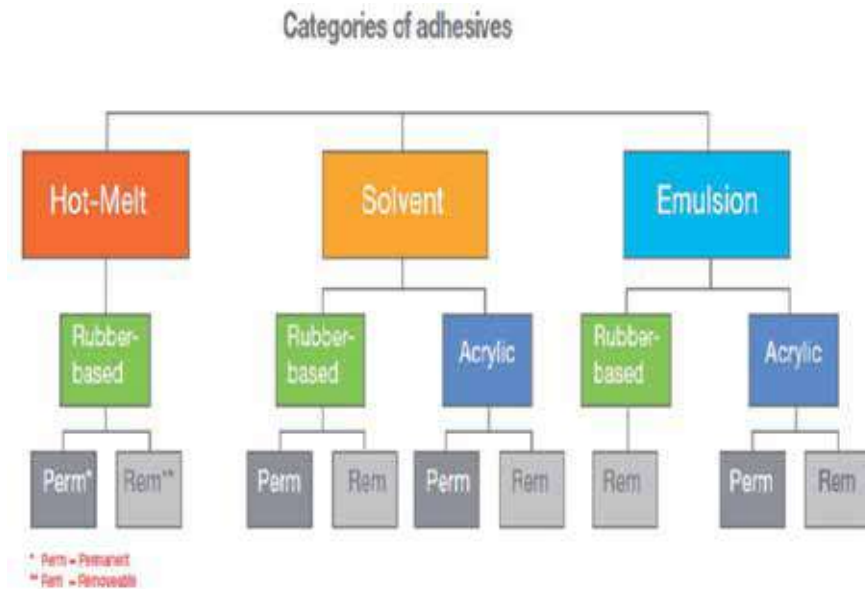 Categories of adhesives
Hot-Melt
Solvent
Emulsion
Rubber-
based
Rubber-
based
Acrylic
Rubber-
based
Acrylic
Perm*
Rem**
Perm
Rem
Perm
Rem
Rem
Perm
Rem
* Perm = Permanent
** Rem = Removeable